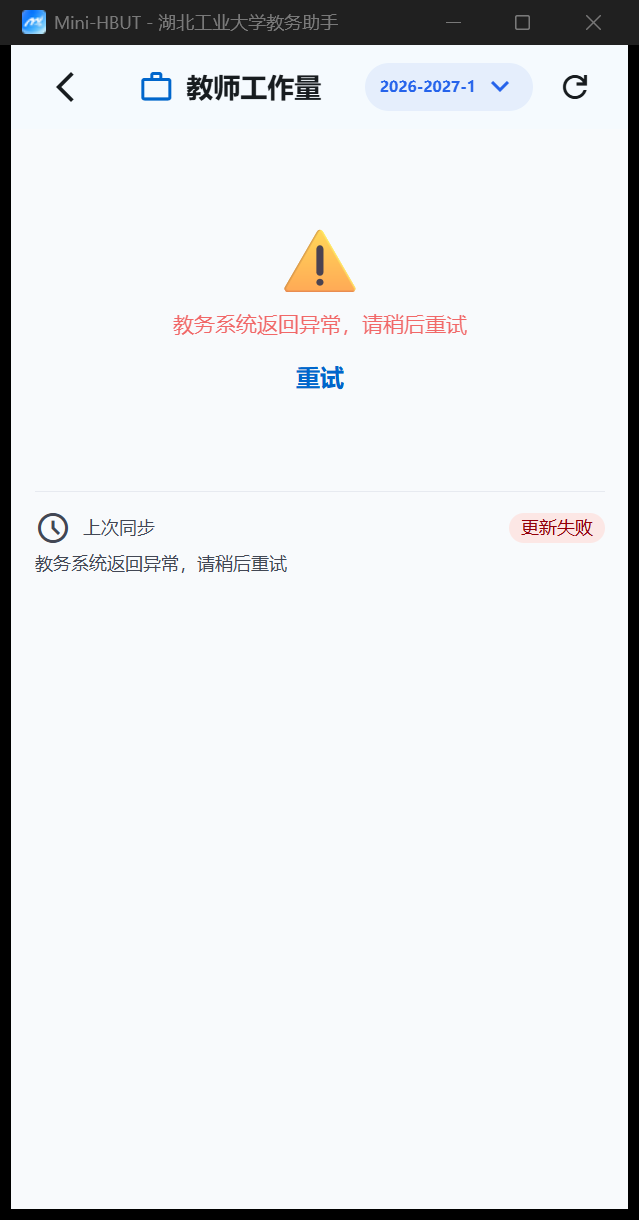 Mini-HBUT - 湖北工业大学教务助手
教师工作量 2026-2027-1
教务系统返回异常，请稍后重试
重试
上次同步 更新失败
教务系统返回异常，请稍后重试